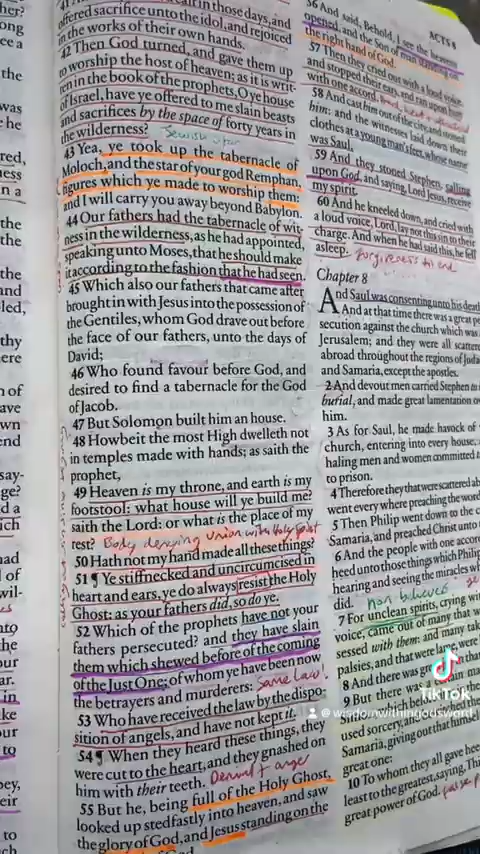 all in those days, and
offered sacrifice unto the idol, and rejoiced
in the works of their own hands.
42 Then God turned, and gave them up
to worship the host of heaven; as it is writ-
ten in the book of the prophets, O ye house
of Israel, have ye offered to me slain beasts
and sacrifices by the space of forty years in
the wilderness?
43 Yea, ye took up the tabernacle of
Moloch, and the star of your god Remphan,
figures which ye made to worship them:
and I will carry you away beyond Babylon.
44 Our fathers had the tabernacle of wit-
ness in the wilderness, as he had appointed,
speaking unto Moses, that he should make
it according to the fashion that he had seen.
45 Which also our fathers that came after
brought in with Jesus into the possession of
the Gentiles, whom God drave out before
the face of our fathers, unto the days of
David;
46 Who found favour before God, and
desired to find a tabernacle for the God
of Jacob.
47 But Solomon built him an house.
48 Howbeit the most High dwelleth not
in temples made with hands; as saith the
prophet,
49 Heaven is my throne, and earth is my
footstool: what house will ye build me?
saith the Lord: or what is the place of my
rest? Body denying Union with Holy Spirit
50 Hath not my hand made all these things?
51 ¶ Ye stiffnecked and uncircumcised in
heart and ears, ye do always resist the Holy
Ghost: as your fathers did, so do ye.
52 Which of the prophets have not your
fathers persecuted? and they have slain
them which shewed before of the coming
of the Just One; of whom ye have been now
the betrayers and murderers: Same Law!
53 Who have received the law by the dispo-
sition of angels, and have not kept it.
54 ¶ When they heard these things, they
were cut to the heart, and they gnashed on
him with their teeth. Denial + anger
55 But he, being full of the Holy Ghost,
looked up stedfastly into heaven, and saw
the glory of God, and Jesus standing on the
ACTS 8
56 And said, Behold, I see the heavens
opened, and the Son of man standing on
the right hand of God.
57 Then they cried out with a loud voice,
and stopped their ears, and ran upon him
with one accord,
58 And cast him out of the city, and stoned
him: and the witnesses laid down their
clothes at a young man's feet, whose name
was Saul.
59 And they stoned Stephen, calling
upon God, and saying, Lord Jesus, receive
my spirit.
60 And he kneeled down, and cried with
a loud voice, Lord, lay not this sin to their
charge. And when he had said this, he fell
asleep. forgiveness to end
Chapter 8
And Saul was consenting unto his death
And at that time there was a great pe
secution against the church which was
Jerusalem; and they were all scattere
abroad throughout the regions of Juda
and Samaria, except the apostles.
2 And devout men carried Stephen to
burial, and made great lamentation ov
him.
3 As for Saul, he made havock of
church, entering into every house,
haling men and women committed
to prison.
4 Therefore they that were scattered ab
went every where preaching the word
5 Then Philip went down to the c
Samaria, and preached Christ unto
6 And the people with one accor
heed unto those things which Philip
hearing and seeing the miracles wh
did. non believers
7 For unclean spirits, crying wi
voice, came out of many that w
sessed with them: and many tak
palsies, and that were la were
8 And there was g in tha
9 But there was man
which bef
used sorcery,
Samaria, giving out that himsel
great one:
10 To whom they all gave hee
least to the greatest, saying, Thi
great power of God.
TikTok
@wisdomwithingodsword